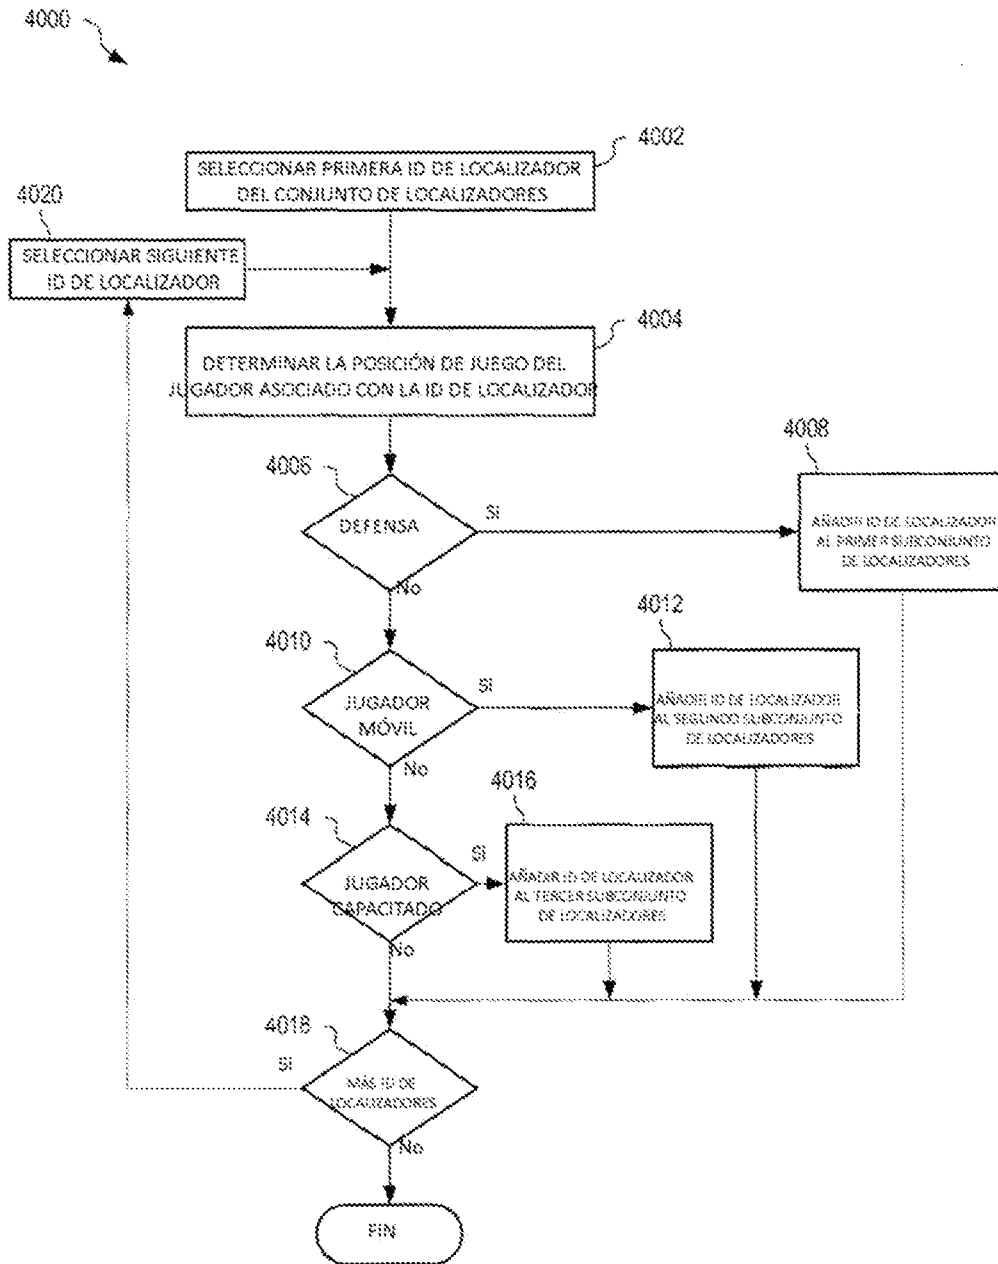 4000
4002
SELECCIONAR PRIMERA ID DE LOCALIZADOR
DEL CONJUNTO DE LOCALIZADORES
4020
SELECCIONAR SIGUIENTE
ID DE LOCALIZADOR
4004
DETERMINAR LA POSICIÓN DE JUEGO DEL
JUGADOR ASOCIADO CON LA ID DE LOCALIZADOR
4006
DEFENSA
Si
No
4008
AÑADIR ID DE LOCALIZADOR
AL PRIMER SUBCONJUNTO
DE LOCALIZADORES
4010
JUGADOR
MÓVIL
Si
No
4012
AÑADIR ID DE LOCALIZADOR
AL SEGUNDO SUBCONJUNTO
DE LOCALIZADORES
4014
JUGADOR
CAPACITADO
Si
No
4016
AÑADIR ID DE LOCALIZADOR
AL TERCER SUBCONJUNTO
DE LOCALIZADORES
4018
Si
MÁS ID DE
LOCALIZADORES
No
FIN